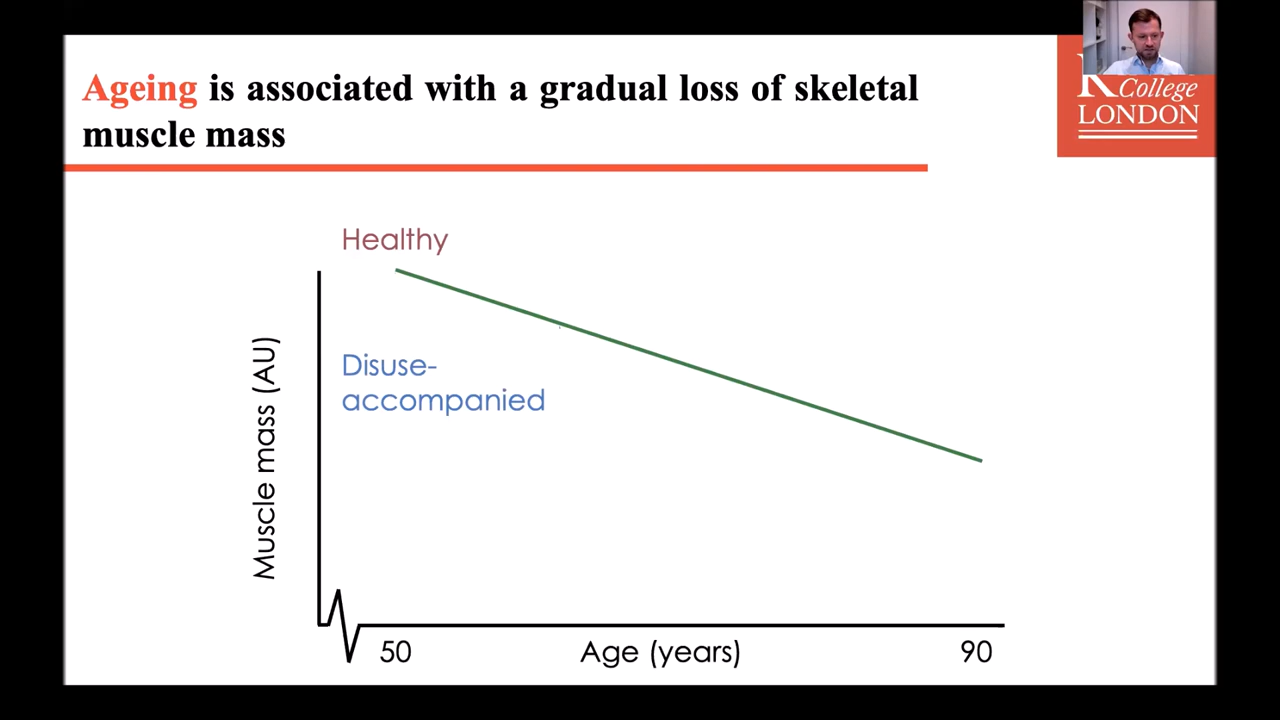 Ageing is associated with a gradual loss of skeletal
muscle mass
College
LONDON
Healthy
Disuse-
accompanied
Muscle mass (AU)
50
Age (years)
90